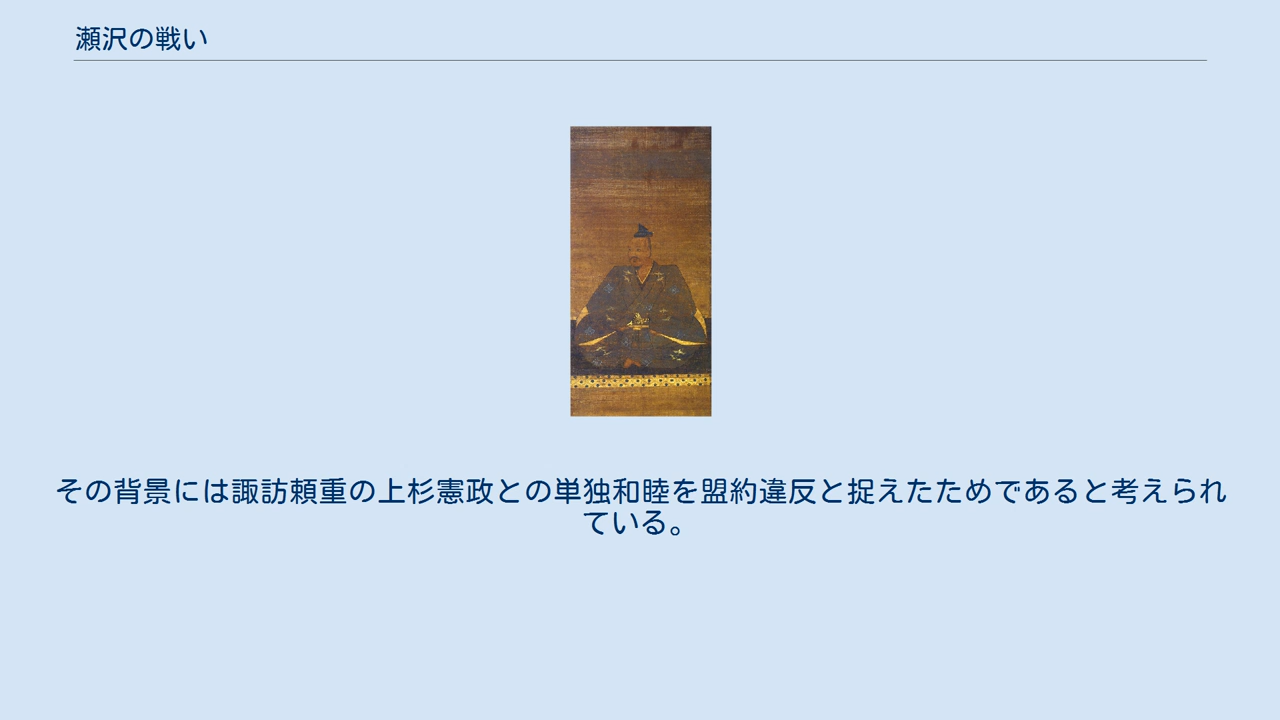 瀬沢の戦い
その背景には諏訪頼重の上杉憲政との単独和睦を盟約違反と捉えたためであると考えられ
ている。